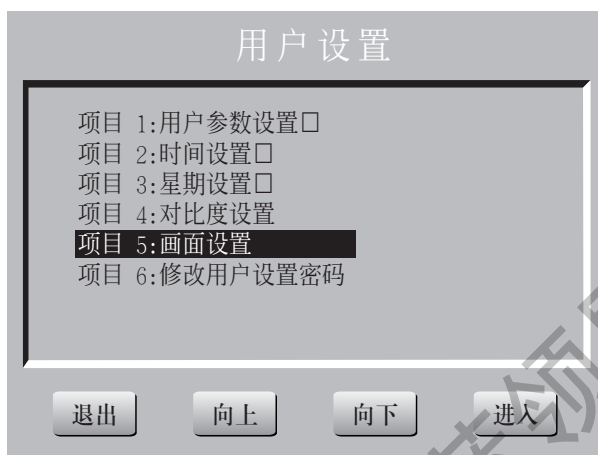 用户设置
项目 1:用户参数设置□
项目 2:时间设置□
项目 3:星期设置□
项目 4:对比度设置
项目 5:画面设置
项目 6:修改用户设置密码
退出 向上 向下 进入